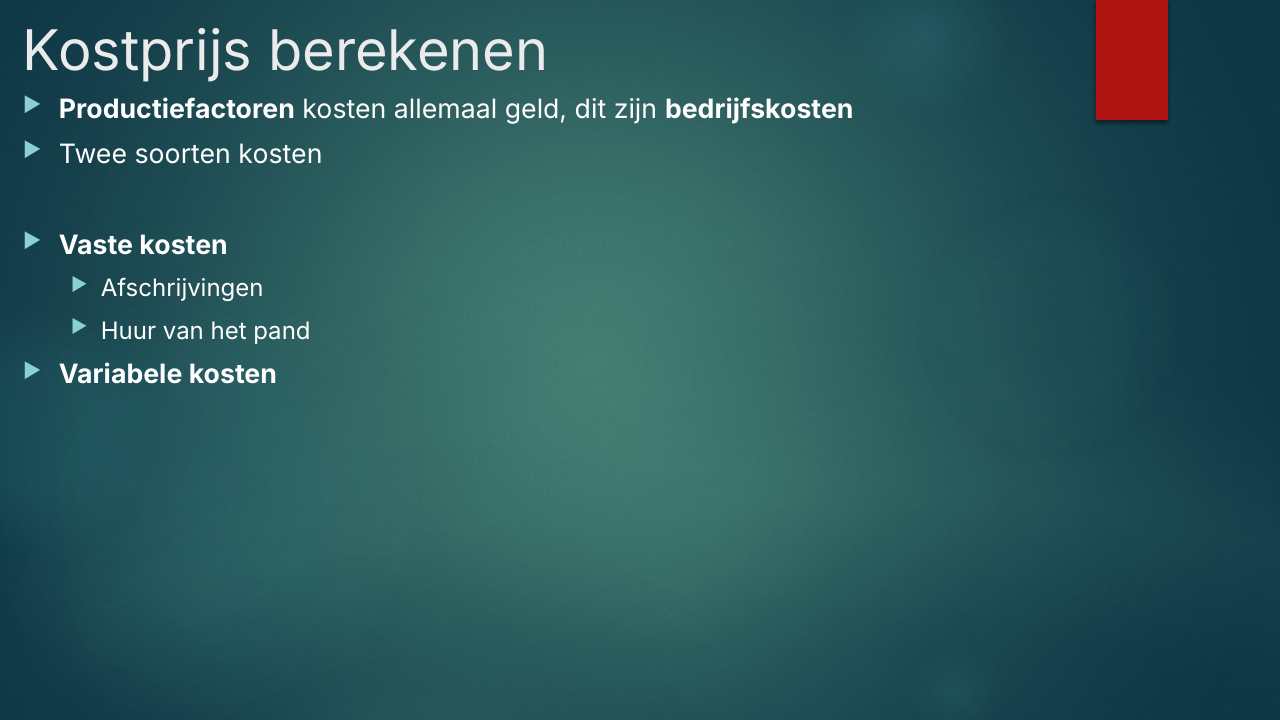 Kostprijs berekenen
Productiefactoren kosten allemaal geld, dit zijn bedrijfskosten
Twee soorten kosten
Vaste kosten
Afschrijvingen
Huur van het pand
Variabele kosten